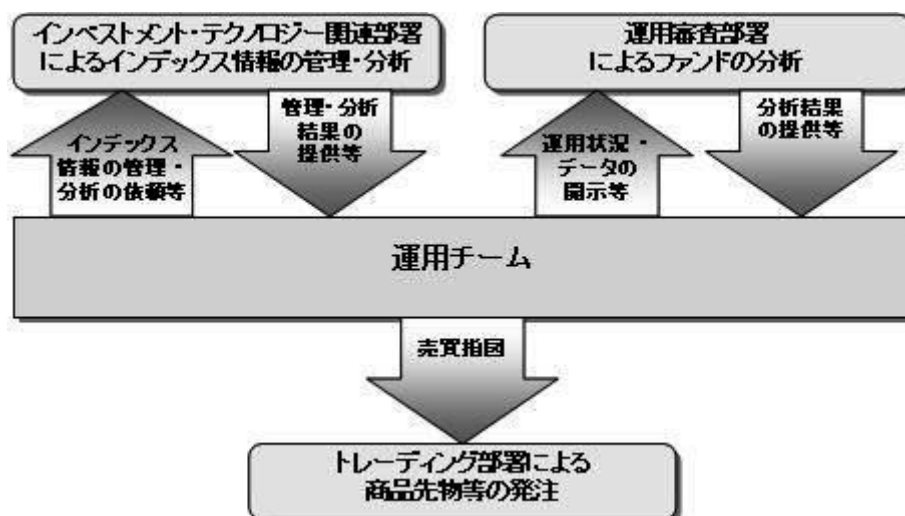 インベストメント・テクノロジー関連部署
によるインデックス情報の管理・分析
運用審査部署
によるファンドの分析
インデックス
情報の管理・
分析の依頼等
管理・分析
結果の
提供等
運用状況・
データの
開示等
分析結果
の提供等
運用チーム
売買指図
トレーディング部署による
商品先物等の発注